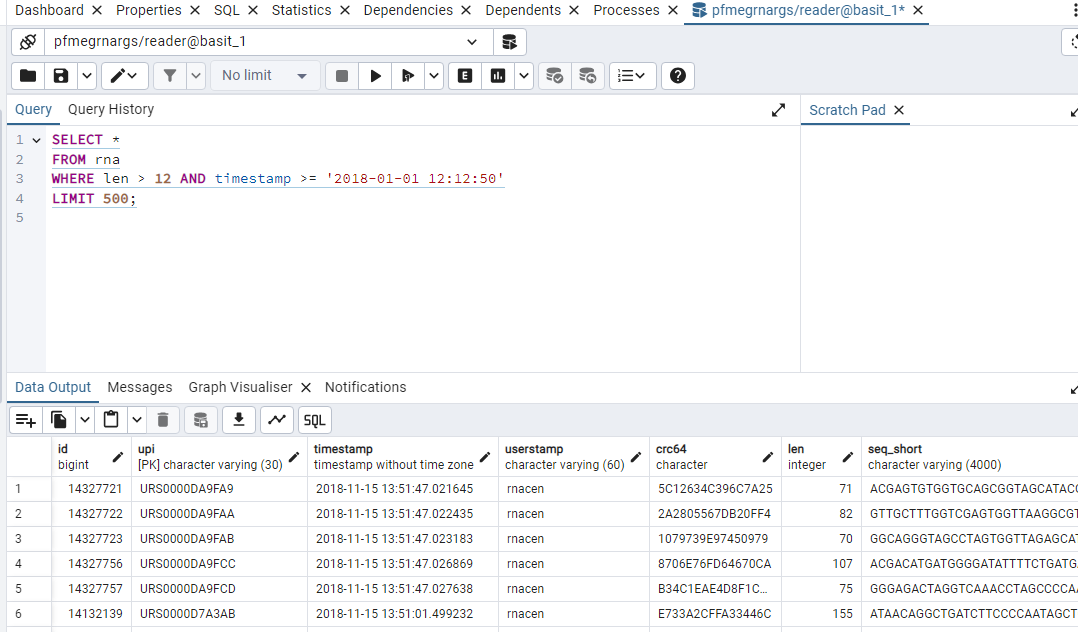 Dashboard Properties SQL Statistics Dependencies Dependents Processes pfmegrnargs/reader@basit_1*
pfmegrnargs/reader@basit_1
No limit
E
Query Query History Scratch Pad
1 SELECT *
2 FROM rna
3 WHERE len > 12 AND timestamp >= '2018-01-01 12:12:50'
4 LIMIT 500;
5
Data Output Messages Graph Visualiser Notifications
SQL
id upi timestamp userstamp crc64 len seq_short
bigint [PK] character varying (30) timestamp without time zone character varying (60) character integer character varying (4000)
1 14327721 URS0000DA9FA9 2018-11-15 13:51:47.021645 rnacen 5C12634C396C7A25 71 ACGAGTGTGGTGCAGCGGTAGCATACC
2 14327722 URS0000DA9FAA 2018-11-15 13:51:47.022435 rnacen 2A2805567DB20FF4 82 GTTGCTTTGGTCGAGTGGTTAAGGCGT
3 14327723 URS0000DA9FAB 2018-11-15 13:51:47.023183 rnacen 1079739E97450979 70 GGCAGGGTAGCCTAGTGGTTAGAGCAT
4 14327756 URS0000DA9FCC 2018-11-15 13:51:47.026869 rnacen 8706E76FD64670CA 107 ACGACATGATGGGGATATTTTCTGATG
5 14327757 URS0000DA9FCD 2018-11-15 13:51:47.027638 rnacen B34C1EAE4D8F1C... 75 GGGAGACTAGGTCAAACCTAGCCCCAA
6 14132139 URS0000D7A3AB 2018-11-15 13:51:01.499232 rnacen E733A2CFFA33446C 155 ATAACAGGCTGATCTTCCCCAATAGCT